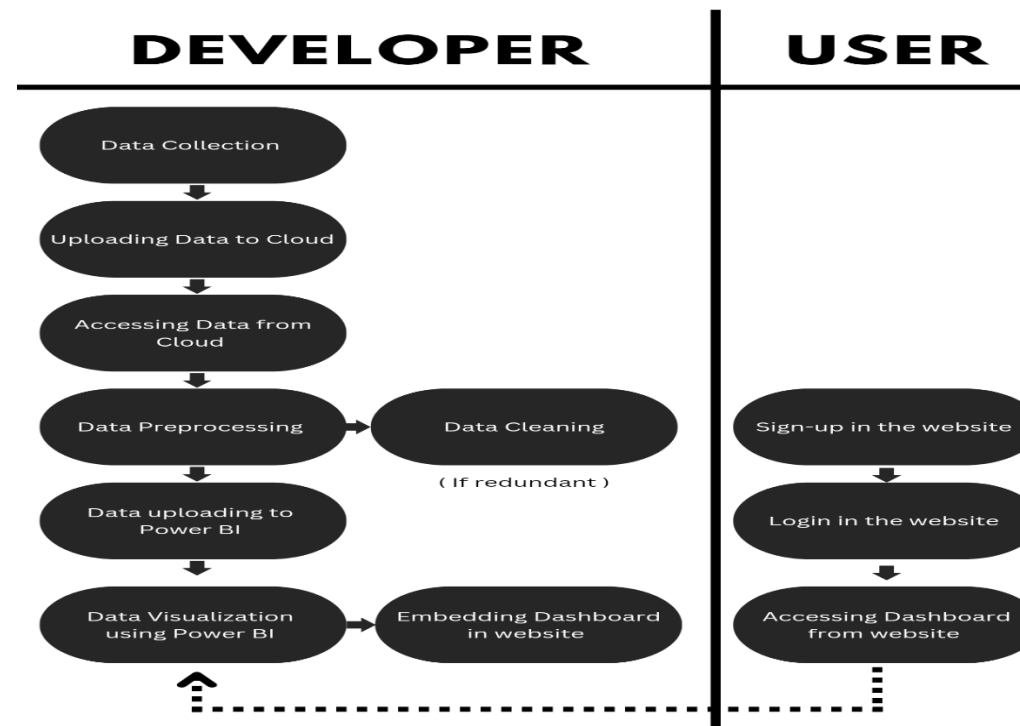 DEVELOPER
USER
Data Collection
Uploading Data to Cloud
Accessing Data from
Cloud
Data Preprocessing
Data Cleaning
( If redundant )
Data uploading to
Power BI
Data Visualization
using Power BI
Embedding Dashboard
in website
Sign-up in the website
Login in the website
Accessing Dashboard
from website